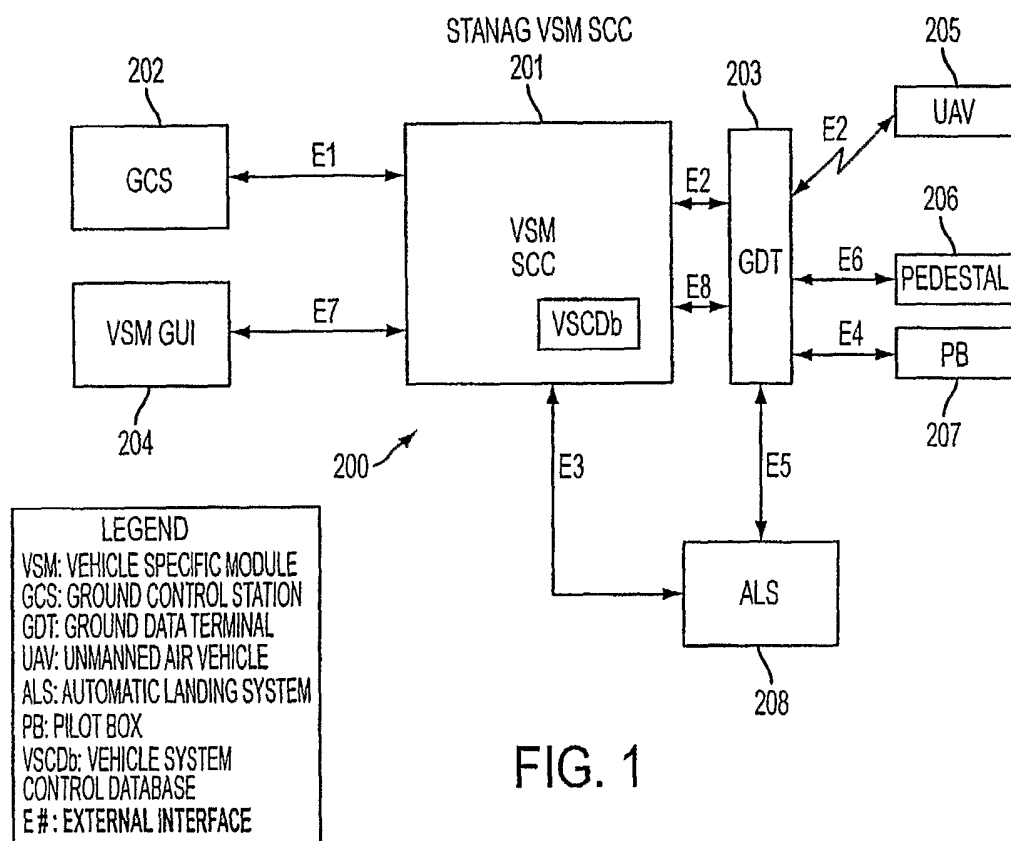 STANAG VSM SCC
201
202
203
205
GCS
E1
VSM
SCC
VSCDb
E2
E8
GDT
E2
UAV
206
E6
PEDESTAL
E4
PB
207
VSM GUI
E7
204
200
E3
E5
ALS
208
LEGEND
VSM: VEHICLE SPECIFIC MODULE
GCS: GROUND CONTROL STATION
GDT: GROUND DATA TERMINAL
UAV: UNMANNED AIR VEHICLE
ALS: AUTOMATIC LANDING SYSTEM
PB: PILOT BOX
VSCDb: VEHICLE SYSTEM
CONTROL DATABASE
E#: EXTERNAL INTERFACE
FIG. 1